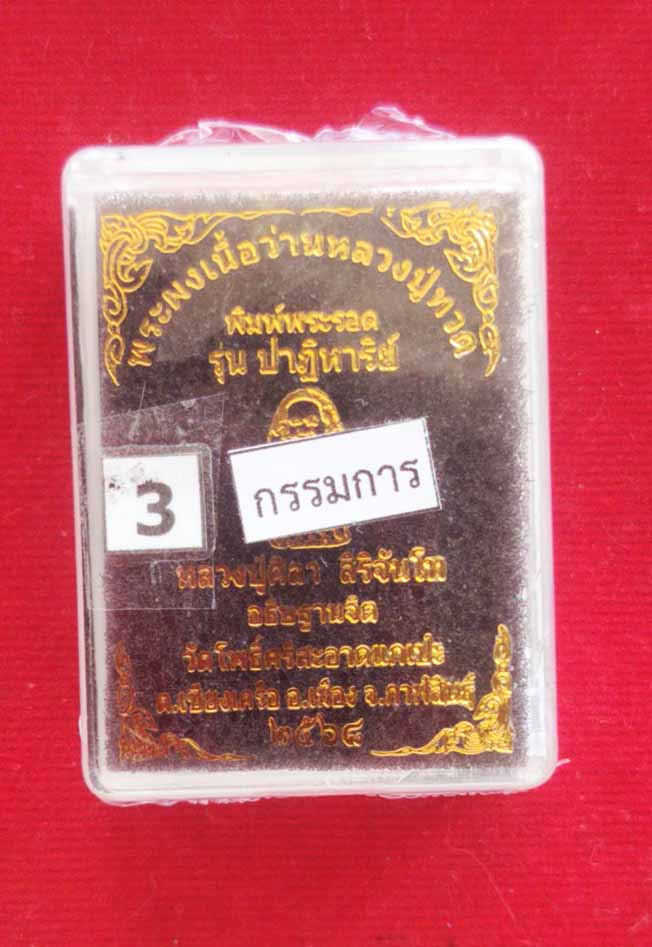 พระผงเนื้อว่านหลวงปู่ทวด
พิมพ์พระรอด
รุ่น ปาฏิหาริย์
3
กรรมการ
หลวงปู่ศิลา สิริจันโท
อธิษฐานจิต
วัดโพธิ์ศรีสะอาดแกเปะ
ต.เชียงเครือ อ.เมือง จ.กาฬสินธุ์
๒๕๖๔